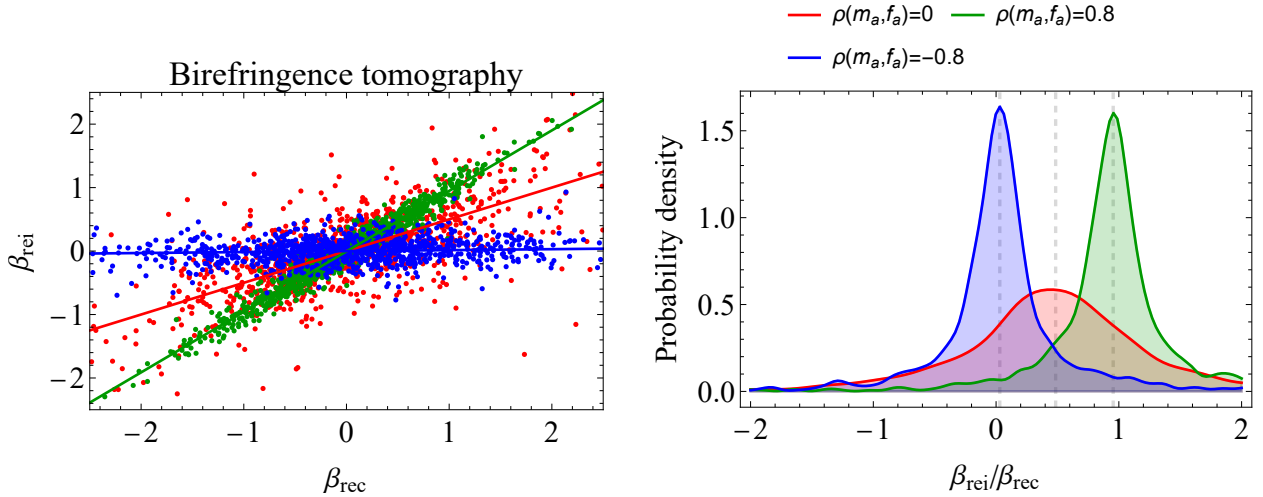 Birefringence tomography
β_rei
2
1
0
−1
−2
−2
−1
0
1
2
β_rec
ρ(m_a,f_a)=0
ρ(m_a,f_a)=0.8
ρ(m_a,f_a)=−0.8
Probability density
1.5
1.0
0.5
0.0
−2
−1
0
1
2
β_rei/β_rec